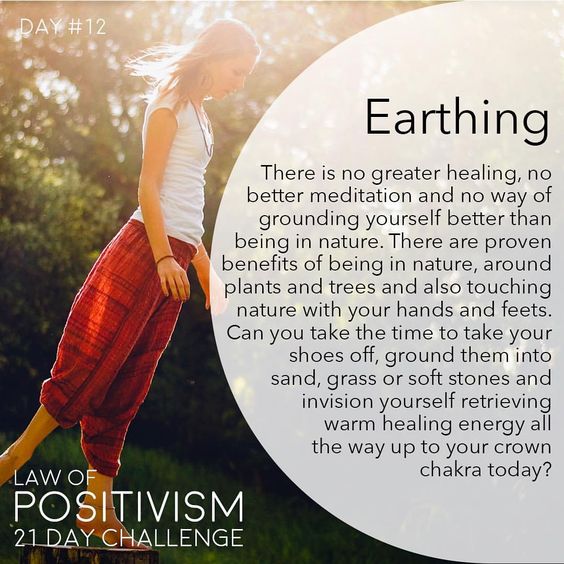 DAY #12
Earthing
There is no greater healing, no
better meditation and no way of
grounding yourself better than
being in nature. There are proven
benefits of being in nature, around
plants and trees and also touching
nature with your hands and feets.
Can you take the time to take your
shoes off, ground them into
sand, grass or soft stones and
invision yourself retrieving
warm healing energy all
the way up to your crown
chakra today?
LAW OF
POSITIVISM
21 DAY CHALLENGE